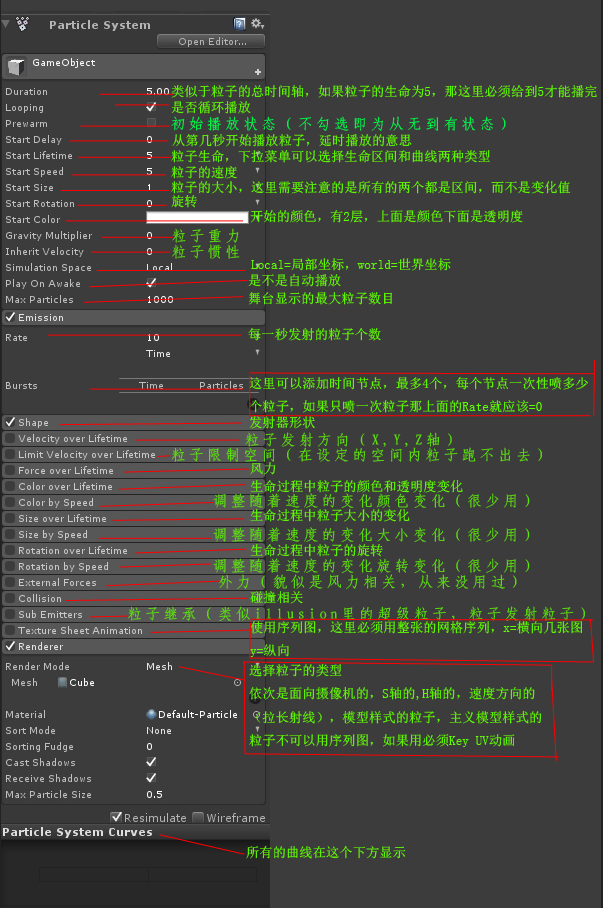 Particle System
Open Editor...
GameObject
Duration 5.00 类似于粒子的总时间轴，如果粒子的生命为5，那这里必须给到5才能播完
Looping 是否循环播放
Prewarm 初始播放状态（不勾选即为从无到有状态）
Start Delay 0 从第几秒开始播放粒子，延时播放的意思
Start Lifetime 5 粒子生命，下拉菜单可以选择生命区间和曲线两种类型
Start Speed 5 粒子的速度
Start Size 1 粒子的大小，这里需要注意的是所有的两个都是区间，而不是变化值
Start Rotation 0 旋转
Start Color 开始的颜色，有2层，上面是颜色下面是透明度
Gravity Multiplier 0 粒子重力
Inherit Velocity 0 粒子惯性
Simulation Space Local Local=局部坐标，world=世界坐标
Play On Awake 是不是自动播放
Max Particles 1000 舞台显示的最大粒子数目
Emission
Rate 10 每一秒发射的粒子个数
Time
Bursts Time Particles 这里可以添加时间节点，最多4个，每个节点一次性喷多少
个粒子，如果只喷一次粒子那上面的Rate就应该=0
Shape 发射器形状
Velocity over Lifetime 粒子发射方向（X,Y,Z轴）
Limit Velocity over Lifetime 粒子限制空间（在设定的空间内粒子跑不出去）
Force over Lifetime 风力
Color over Lifetime 生命过程中粒子的颜色和透明度变化
Color by Speed 调整随着速度的变化颜色变化（很少用）
Size over Lifetime 生命过程中粒子大小的变化
Size by Speed 调整随着速度的变化大小变化（很少用）
Rotation over Lifetime 生命过程中粒子的旋转
Rotation by Speed 调整随着速度的变化旋转变化（很少用）
External Forces 外力（貌似是风力相关，从来没用过）
Collision 碰撞相关
Sub Emitters 粒子继承（类似illusion里的超级粒子，粒子发射粒子）
Texture Sheet Animation 使用序列图，这里必须用整张的网格序列，x=横向几张图
y=纵向
Renderer
Render Mode Mesh 选择粒子的类型
Mesh Cube 依次是面向摄像机的，S轴的,H轴的，速度方向的
Material Default-Particle （拉长射线），模型样式的粒子，主义模型样式的
Sort Mode None 粒子不可以用序列图，如果用必须Key UV动画
Sorting Fudge 0
Cast Shadows
Receive Shadows
Max Particle Size 0.5
Resimulate Wireframe
Particle System Curves
所有的曲线在这个下方显示